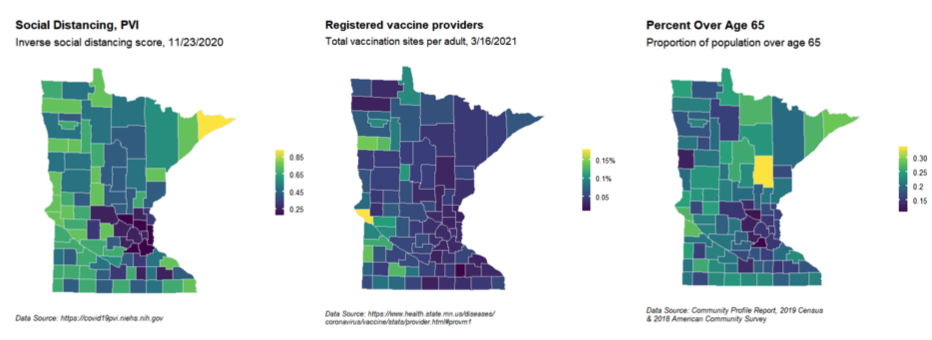 Social Distancing, PVI
Inverse social distancing score, 11/23/2020
0.85
0.65
0.45
0.25
Data Source: https://covid19pvi.niehs.nih.gov
Registered vaccine providers
Total vaccination sites per adult, 3/16/2021
0.15%
0.1%
0.05
Data Source: https://www.health.state.mn.us/diseases/
coronavirus/vaccine/stats/provider.html#provm1
Percent Over Age 65
Proportion of population over age 65
0.30
0.25
0.2
0.15
Data Source: Community Profile Report, 2019 Census
& 2018 American Community Survey